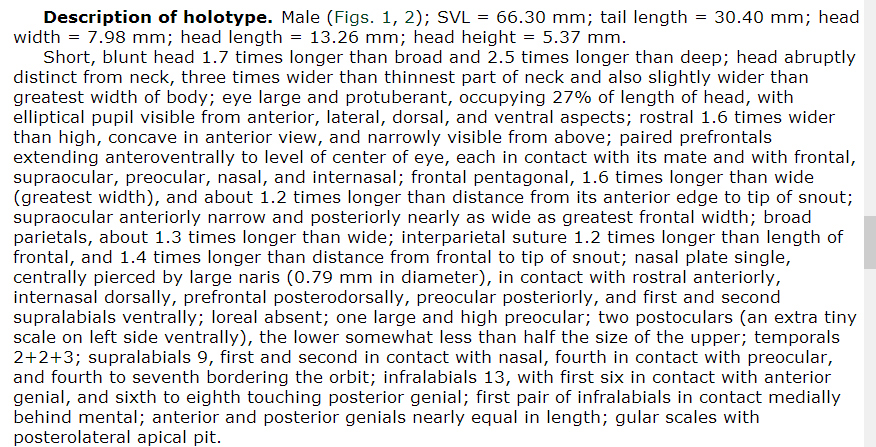 Description of holotype. Male (Figs. 1, 2); SVL = 66.30 mm; tail length = 30.40 mm; head
width = 7.98 mm; head length = 13.26 mm; head height = 5.37 mm.
Short, blunt head 1.7 times longer than broad and 2.5 times longer than deep; head abruptly
distinct from neck, three times wider than thinnest part of neck and also slightly wider than
greatest width of body; eye large and protuberant, occupying 27% of length of head, with
elliptical pupil visible from anterior, lateral, dorsal, and ventral aspects; rostral 1.6 times wider
than high, concave in anterior view, and narrowly visible from above; paired prefrontals
extending anteroventrally to level of center of eye, each in contact with its mate and with frontal,
supraocular, preocular, nasal, and internasal; frontal pentagonal, 1.6 times longer than wide
(greatest width), and about 1.2 times longer than distance from its anterior edge to tip of snout;
supraocular anteriorly narrow and posteriorly nearly as wide as greatest frontal width; broad
parietals, about 1.3 times longer than wide; interparietal suture 1.2 times longer than length of
frontal, and 1.4 times longer than distance from frontal to tip of snout; nasal plate single,
centrally pierced by large naris (0.79 mm in diameter), in contact with rostral anteriorly,
internasal dorsally, prefrontal posterodorsally, preocular posteriorly, and first and second
supralabials ventrally; loreal absent; one large and high preocular; two postoculars (an extra tiny
scale on left side ventrally), the lower somewhat less than half the size of the upper; temporals
2+2+3; supralabials 9, first and second in contact with nasal, fourth in contact with preocular,
and fourth to seventh bordering the orbit; infralabials 13, with first six in contact with anterior
genial, and sixth to eighth touching posterior genial; first pair of infralabials in contact medially
behind mental; anterior and posterior genials nearly equal in length; gular scales with
posterolateral apical pit.